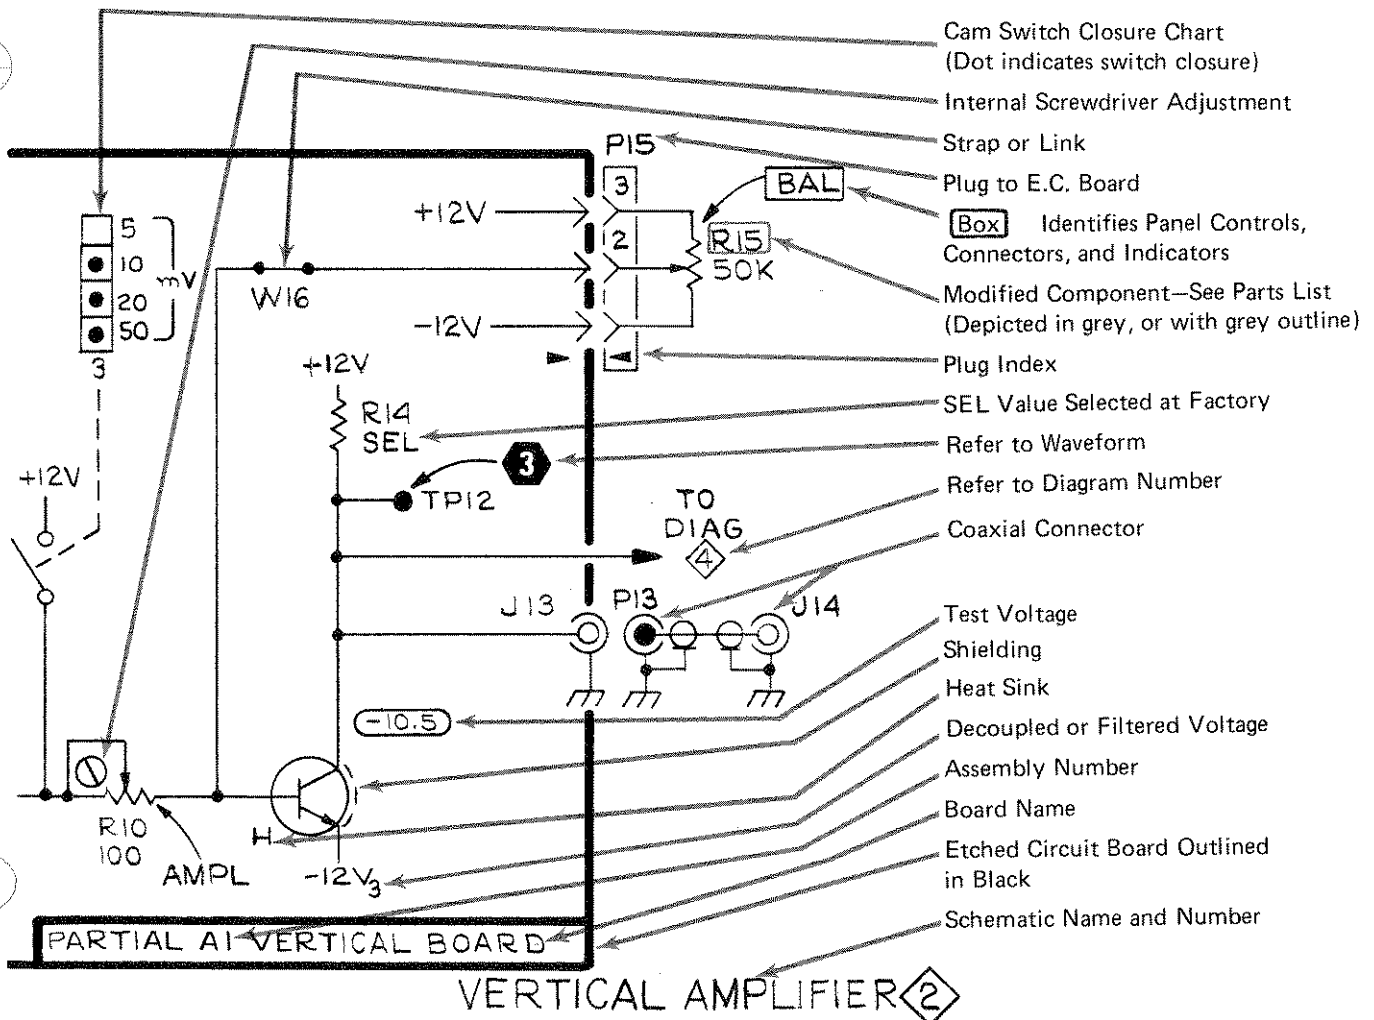 Cam Switch Closure Chart
(Dot indicates switch closure)
Internal Screwdriver Adjustment
Strap or Link
Plug to E.C. Board
Box Identifies Panel Controls,
Connectors, and Indicators
Modified Component—See Parts List
(Depicted in grey, or with grey outline)
Plug Index
SEL Value Selected at Factory
Refer to Waveform
Refer to Diagram Number
Coaxial Connector
Test Voltage
Shielding
Heat Sink
Decoupled or Filtered Voltage
Assembly Number
Board Name
Etched Circuit Board Outlined
in Black
Schematic Name and Number
P15
3
BAL
+12V
2
R15
50K
W16
-12V
5
10
20
50
mV
3
+12V
R14
SEL
3
TP12
+12V
TO
DIAG
4
J13
P13
J14
-10.5
R10
100
AMPL
H
-12V3
PARTIAL A1 VERTICAL BOARD
VERTICAL AMPLIFIER 2